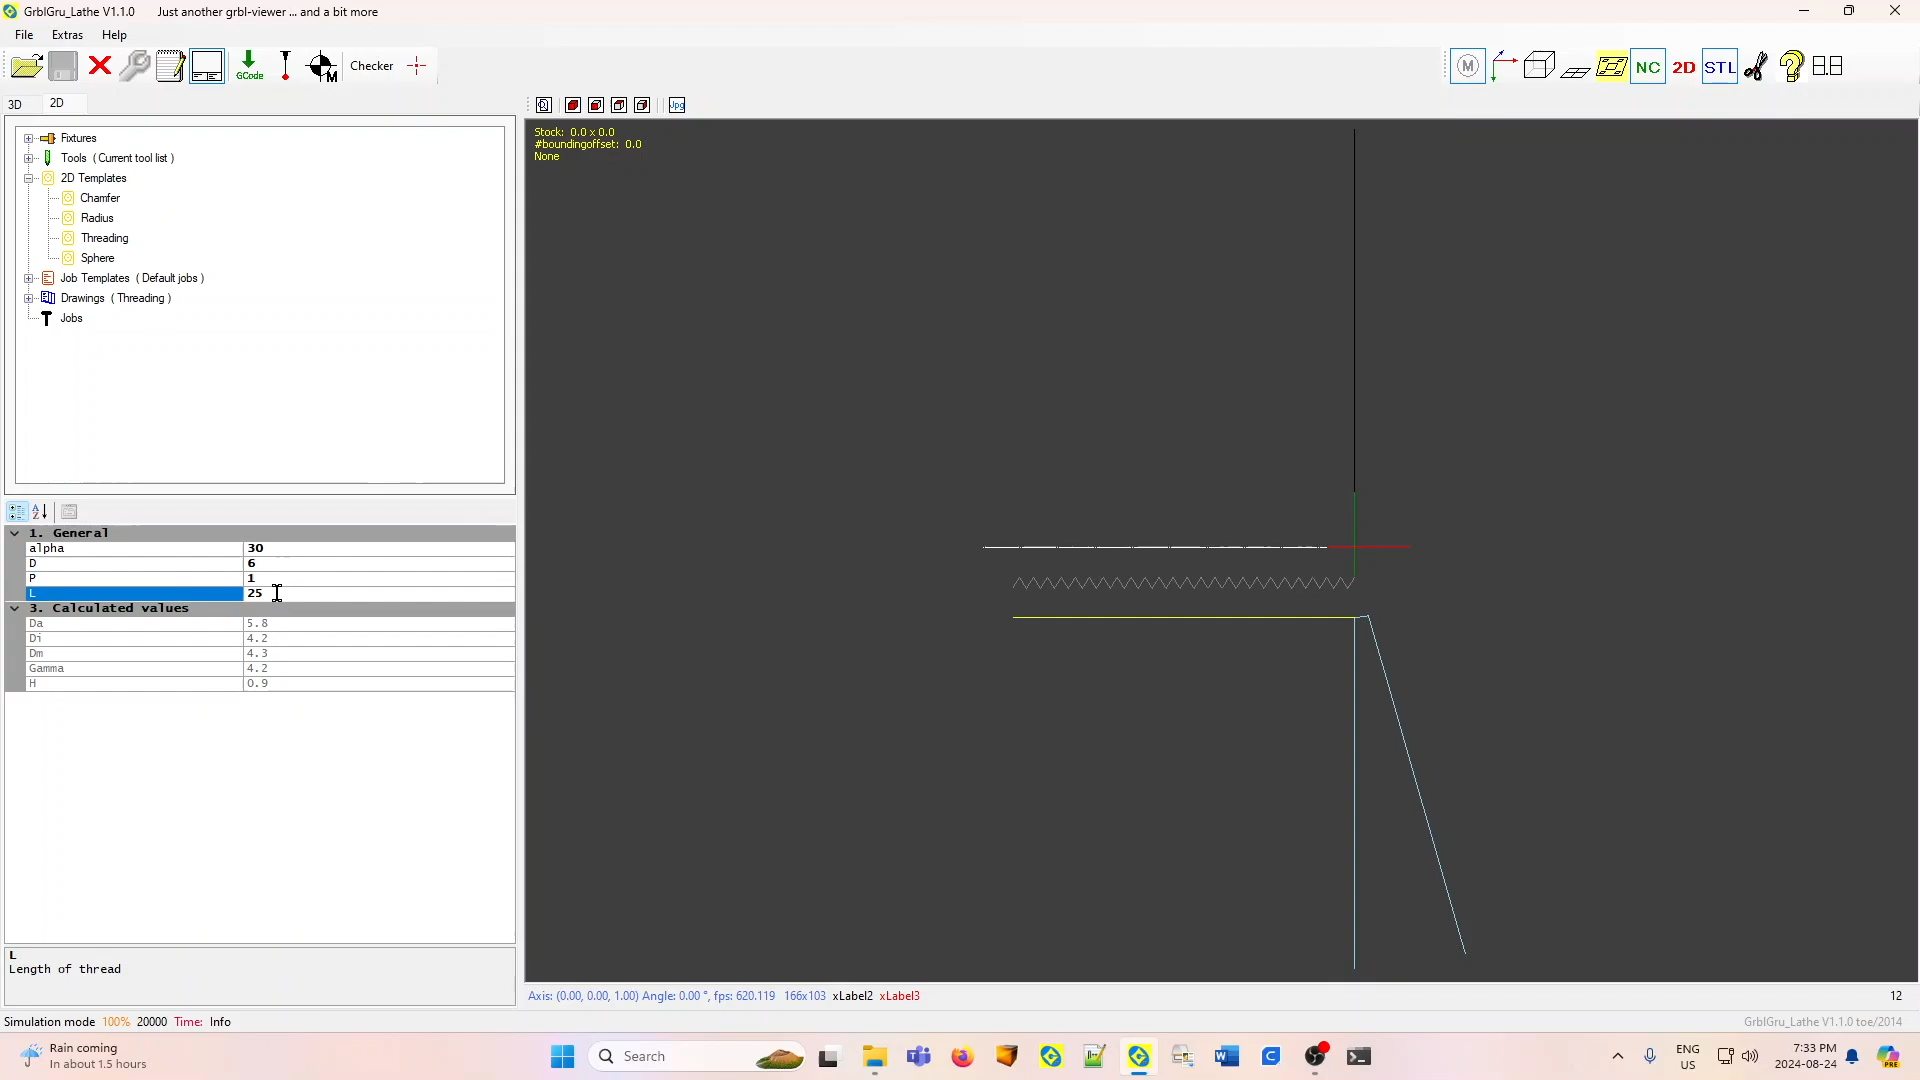 GrblGru_Lathe V1.1.0 Just another grbl-viewer ... and a bit more
File Extras Help
GCode M Checker M NC 2D STL
3D 2D
Jpg
Fixtures
Tools ( Current tool list )
2D Templates
Chamfer
Radius
Threading
Sphere
Job Templates ( Default jobs )
Drawings ( Threading )
Jobs
Stock: 0.0 x 0.0
#boundingoffset: 0.0
None
1. General
alpha 30
D 6
P 1
L 25
3. Calculated values
Da 5.8
Di 4.2
Dm 4.3
Gamma 4.2
H 0.9
L
Length of thread
Axis: (0.00, 0.00, 1.00) Angle: 0.00 °, fps: 620.119 166x103 xLabel2 xLabel3 12
Simulation mode 100% 20000 Time: Info GrblGru_Lathe V1.1.0 toe/2014
Rain coming
In about 1.5 hours
Search
ENG
US
7:33 PM
2024-08-24
PRE